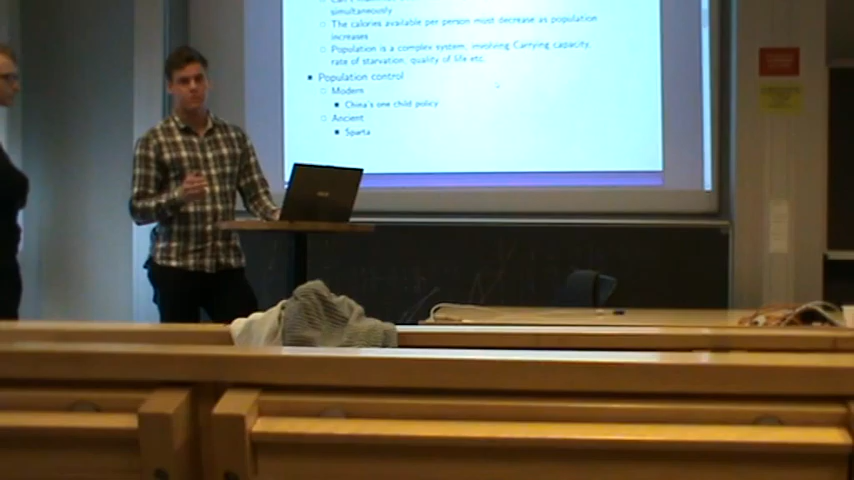 simultaneously
○ The calories available per person must decrease as population
increases
○ Population is a complex system, involving Carrying capacity,
rate of starvation, quality of life etc.
▪ Population control
○ Modern
▪ China's one child policy
○ Ancient
▪ Sparta